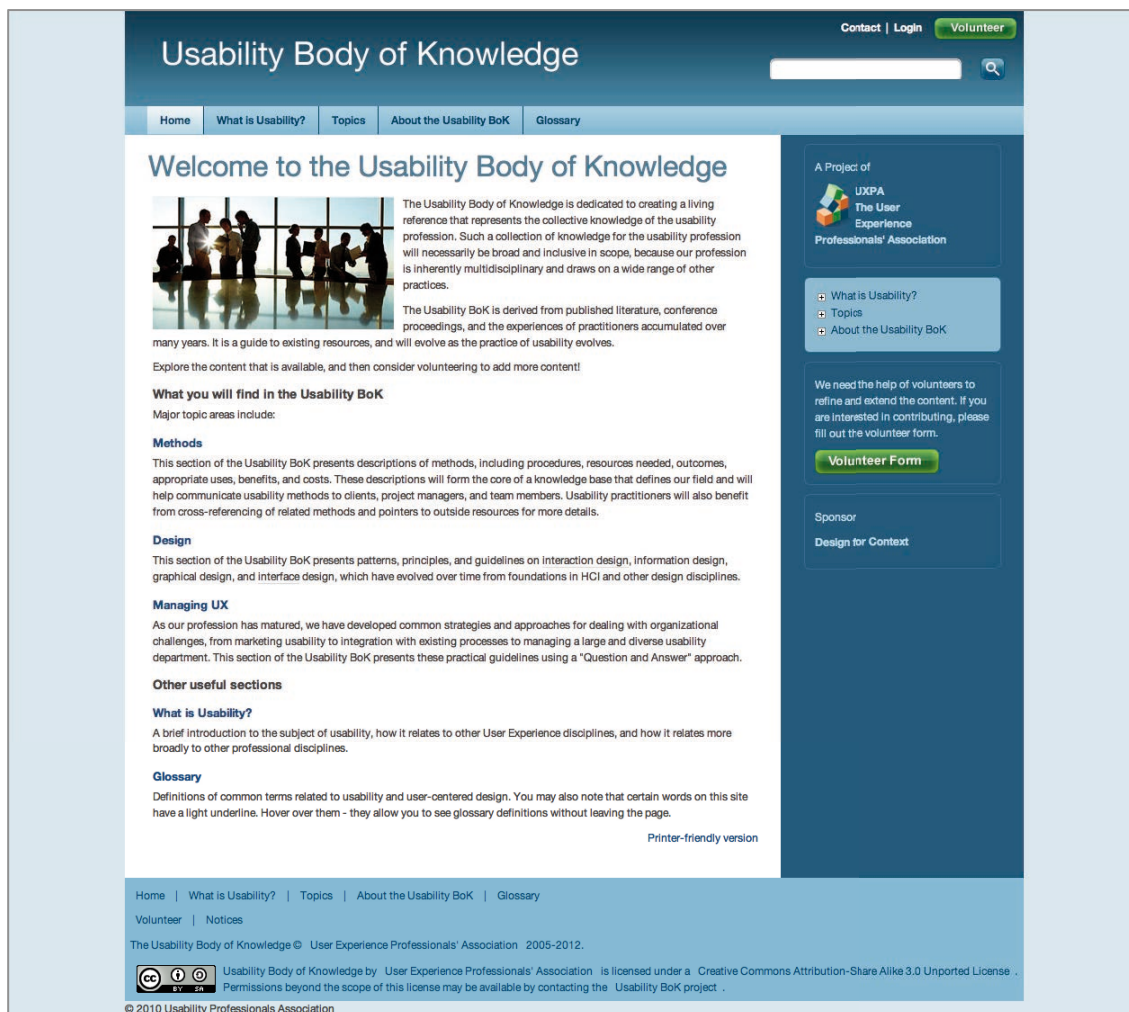 Contact | Login Volunteer
Usability Body of Knowledge
Home What is Usability? Topics About the Usability BoK Glossary
Welcome to the Usability Body of Knowledge
The Usability Body of Knowledge is dedicated to creating a living
reference that represents the collective knowledge of the usability
profession. Such a collection of knowledge for the usability profession
will necessarily be broad and inclusive in scope, because our profession
is inherently multidisciplinary and draws on a wide range of other
practices.
The Usability BoK is derived from published literature, conference
proceedings, and the experiences of practitioners accumulated over
many years. It is a guide to existing resources, and will evolve as the practice of usability evolves.
Explore the content that is available, and then consider volunteering to add more content!
What you will find in the Usability BoK
Major topic areas include:
Methods
This section of the Usability BoK presents descriptions of methods, including procedures, resources needed, outcomes,
appropriate uses, benefits, and costs. These descriptions will form the core of a knowledge base that defines our field and will
help communicate usability methods to clients, project managers, and team members. Usability practitioners will also benefit
from cross-referencing of related methods and pointers to outside resources for more details.
Design
This section of the Usability BoK presents patterns, principles, and guidelines on interaction design, information design,
graphical design, and interface design, which have evolved over time from foundations in HCI and other design disciplines.
Managing UX
As our profession has matured, we have developed common strategies and approaches for dealing with organizational
challenges, from marketing usability to integration with existing processes to managing a large and diverse usability
department. This section of the Usability BoK presents these practical guidelines using a "Question and Answer" approach.
Other useful sections
What is Usability?
A brief introduction to the subject of usability, how it relates to other User Experience disciplines, and how it relates more
broadly to other professional disciplines.
Glossary
Definitions of common terms related to usability and user-centered design. You may also note that certain words on this site
have a light underline. Hover over them - they allow you to see glossary definitions without leaving the page.
Printer-friendly version
A Project of
UXPA
The User
Experience
Professionals' Association
What is Usability?
Topics
About the Usability BoK
We need the help of volunteers to
refine and extend the content. If you
are interested in contributing, please
fill out the volunteer form.
Volunteer Form
Sponsor
Design for Context
Home | What is Usability? | Topics | About the Usability BoK | Glossary
Volunteer | Notices
The Usability Body of Knowledge © User Experience Professionals' Association 2005-2012.
cc BY SA
Usability Body of Knowledge by User Experience Professionals' Association is licensed under a Creative Commons Attribution-Share Alike 3.0 Unported License .
Permissions beyond the scope of this license may be available by contacting the Usability BoK project .
© 2010 Usability Professionals Association